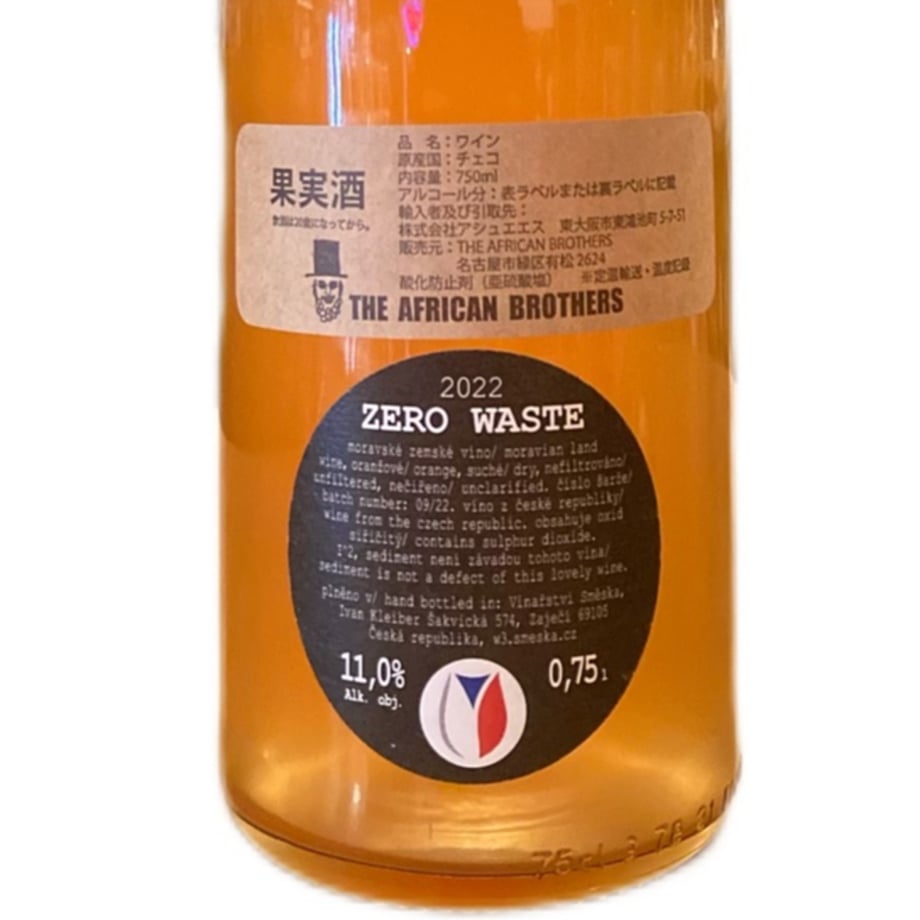 果実酒
飲酒は20歳になってから。
品 名：ワイン
原産国：チェコ
内容量：750ml
アルコール分：表ラベルまたは裏ラベルに記載
輸入者及び引取先：
株式会社アシュエエス 東大阪市東鴻池町 5-7-51
販売元：THE AFRICAN BROTHERS
名古屋市緑区有松 2624
酸化防止剤（亜硫酸塩） ※定温輸送・温度記録
THE AFRICAN BROTHERS
2022
ZERO WASTE
moravské zemské víno/ moravian land
wine, oranžové/ orange, suché/ dry, nefiltrováno/
unfiltered, nečiřeno/ unclarified. číslo šarže/
batch number: 09/22. víno z české republiky/
wine from the czech republic. obsahuje oxid
siřičitý/ contains sulphur dioxide.
sediment není závadou tohoto vína/
sediment is not a defect of this lovely wine.
plněno v/ hand bottled in: Vinařství Směska,
Ivan Kleiber Šakvická 574, Zaječí 69105
Česká republika, w3.smeska.cz
11,0%
Alk. obj.
0,75 l
75cl